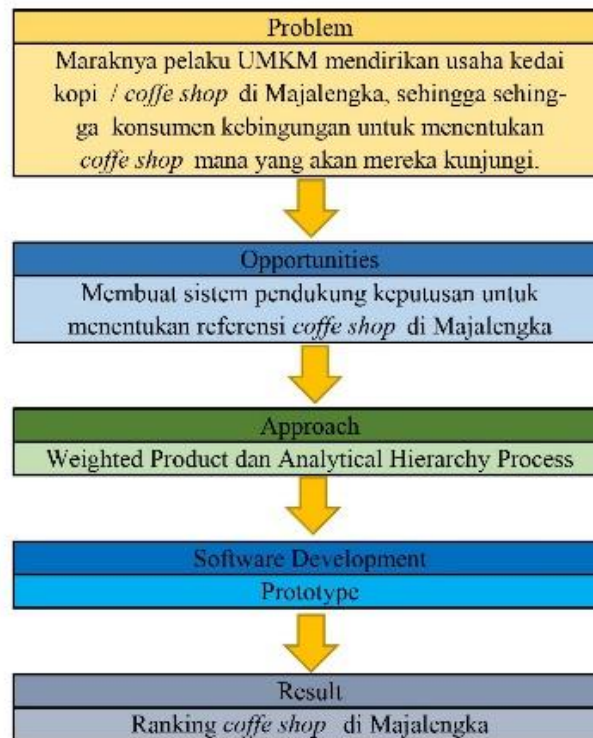 Problem
Maraknya pelaku UMKM mendirikan usaha kedai
kopi / coffe shop di Majalengka, sehingga sehing-
ga konsumen kebingungan untuk menentukan
coffe shop mana yang akan mereka kunjungi.
Opportunities
Membuat sistem pendukung keputusan untuk
menentukan referensi coffe shop di Majalengka
Approach
Weighted Product dan Analytical Hierarchy Process
Software Development
Prototype
Result
Ranking coffe shop di Majalengka